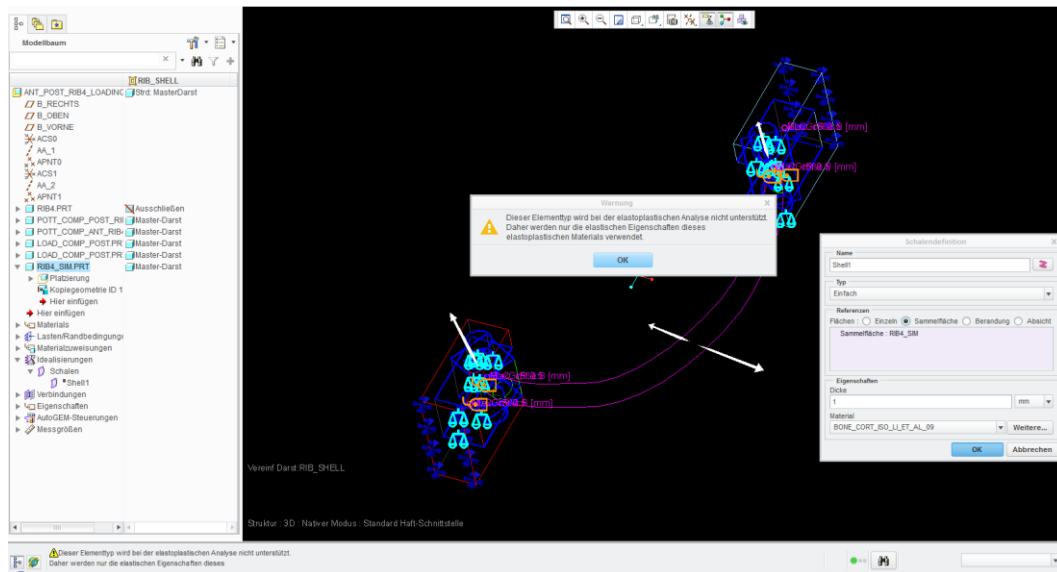 Modellbaum
RIB_SHELL
ANT_POST_RIB4_LOADING Strd: MasterDarst
B_RECHTS
B_OBEN
B_VORNE
ACS0
AA_1
APNT0
ACS1
AA_2
APNT1
RIB4.PRT Ausschließen
POTT_COMP_POST_RI Master-Darst
POTT_COMP_ANT_RIB4 Master-Darst
LOAD_COMP_POST.PR Master-Darst
LOAD_COMP_POST.PR Master-Darst
RIB4_SIM.PRT Master-Darst
Platzierung
Kopiegeometrie ID 1
Hier einfügen
Hier einfügen
Materials
Lasten/Randbedingung
Materialzuweisungen
Idealisierungen
Schalen
Shell1
Verbindungen
Eigenschaften
AutoGEM-Steuerungen
Messgrößen
[mm]
[mm]
Warnung
Dieser Elementtyp wird bei der elastoplastischen Analyse nicht unterstützt.
Daher werden nur die elastischen Eigenschaften dieses
elastoplastischen Materials verwendet.
OK
[mm]
[mm]
Vereinf Darst:RIB_SHELL
Struktur : 3D : Nativer Modus : Standard Haft-Schnittstelle
Schalendefinition
Name
Shell1
Typ
Einfach
Referenzen
Flächen : Einzeln Sammelfläche Berandung Absicht
Sammelfläche : RIB4_SIM
Eigenschaften
Dicke
1 mm
Material
BONE_CORT_ISO_LI_ET_AL_09 Weitere...
OK Abbrechen
Dieser Elementtyp wird bei der elastoplastischen Analyse nicht unterstützt.
Daher werden nur die elastischen Eigenschaften dieses